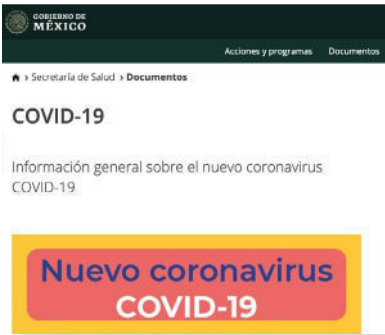 GOBIERNO DE
MÉXICO
Acciones y programas Documentos
> Secretaría de Salud > Documentos
COVID-19
Información general sobre el nuevo coronavirus
COVID-19
Nuevo coronavirus
COVID-19